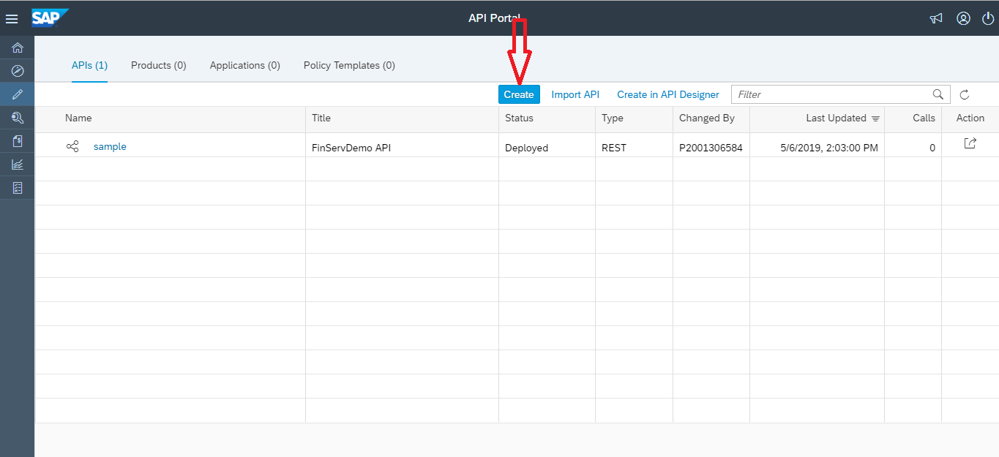 SAP API Portal
APIs (1) Products (0) Applications (0) Policy Templates (0)
Create Import API Create in API Designer Filter
Name Title Status Type Changed By Last Updated Calls Action
sample FinServDemo API Deployed REST P2001306584 5/6/2019, 2:03:00 PM 0